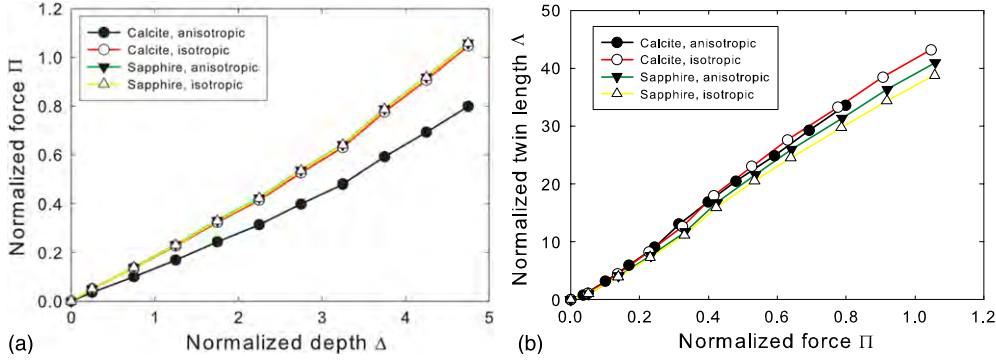 1.2
1.0
0.8
0.6
0.4
0.2
0.0
Normalized force Π
Calcite, anisotropic
Calcite, isotropic
Sapphire, anisotropic
Sapphire, isotropic
0 1 2 3 4 5
Normalized depth Δ
(a)
50
40
30
20
10
0
Normalized twin length Λ
Calcite, anisotropic
Calcite, isotropic
Sapphire, anisotropic
Sapphire, isotropic
0.0 0.2 0.4 0.6 0.8 1.0 1.2
Normalized force Π
(b)